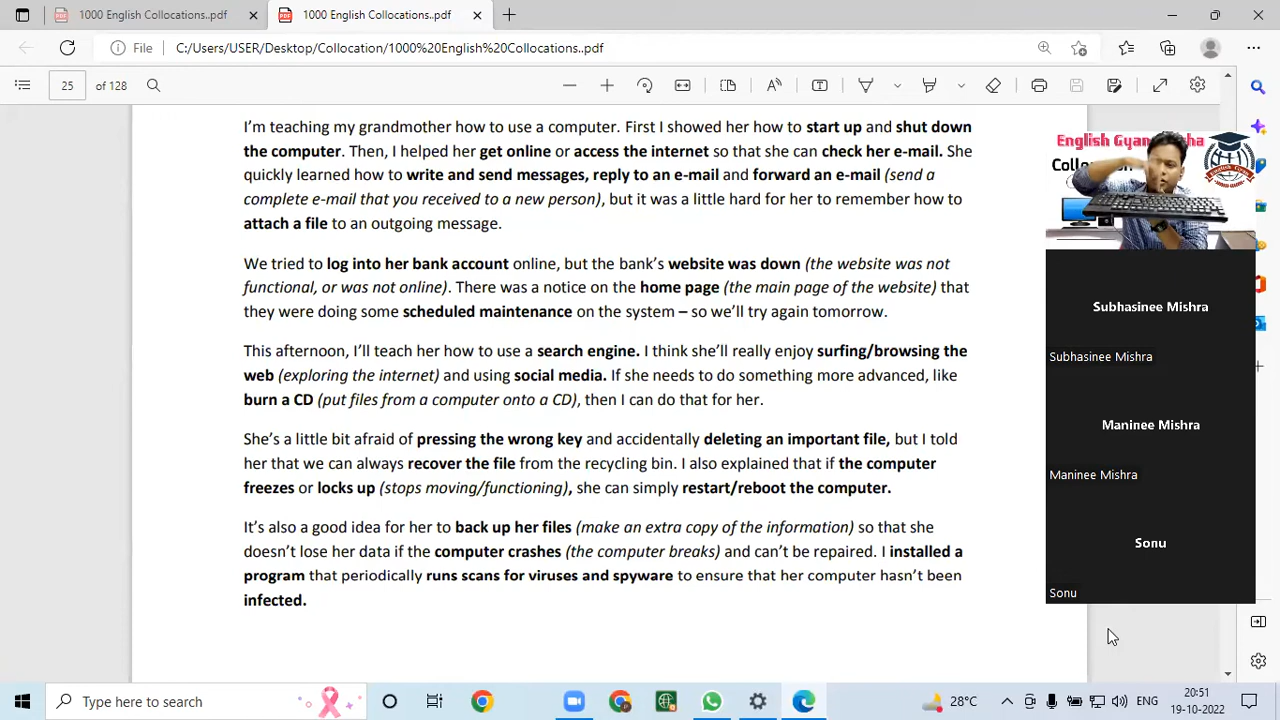 1000 English Collocations..pdf
1000 English Collocations..pdf
File
C:/Users/USER/Desktop/Collocation/1000%20English%20Collocations..pdf
25
of 128
I'm teaching my grandmother how to use a computer. First I showed her how to start up and shut down
the computer. Then, I helped her get online or access the internet so that she can check her e-mail. She
quickly learned how to write and send messages, reply to an e-mail and forward an e-mail (send a
complete e-mail that you received to a new person), but it was a little hard for her to remember how to
attach a file to an outgoing message.
We tried to log into her bank account online, but the bank's website was down (the website was not
functional, or was not online). There was a notice on the home page (the main page of the website) that
they were doing some scheduled maintenance on the system – so we'll try again tomorrow.
This afternoon, I'll teach her how to use a search engine. I think she'll really enjoy surfing/browsing the
web (exploring the internet) and using social media. If she needs to do something more advanced, like
burn a CD (put files from a computer onto a CD), then I can do that for her.
She's a little bit afraid of pressing the wrong key and accidentally deleting an important file, but I told
her that we can always recover the file from the recycling bin. I also explained that if the computer
freezes or locks up (stops moving/functioning), she can simply restart/reboot the computer.
It's also a good idea for her to back up her files (make an extra copy of the information) so that she
doesn't lose her data if the computer crashes (the computer breaks) and can't be repaired. I installed a
program that periodically runs scans for viruses and spyware to ensure that her computer hasn't been
infected.
English Gyan
Subhasinee Mishra
Subhasinee Mishra
Maninee Mishra
Maninee Mishra
Sonu
Sonu
Type here to search
28°C
ENG
20:51
19-10-2022